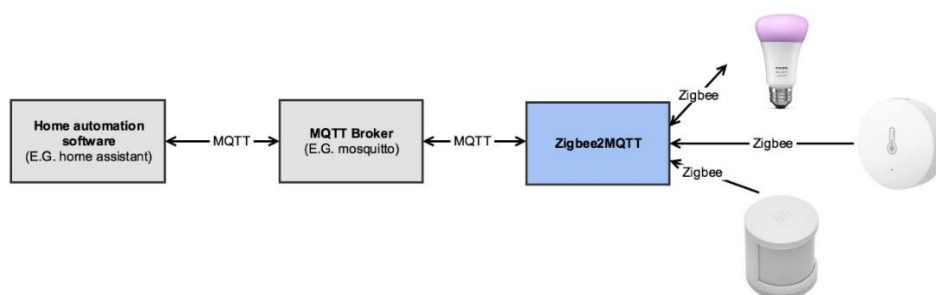 Home automation
software
(E.G. home assistant)
MQTT
MQTT Broker
(E.G. mosquitto)
MQTT
Zigbee2MQTT
Zigbee
Zigbee
Zigbee